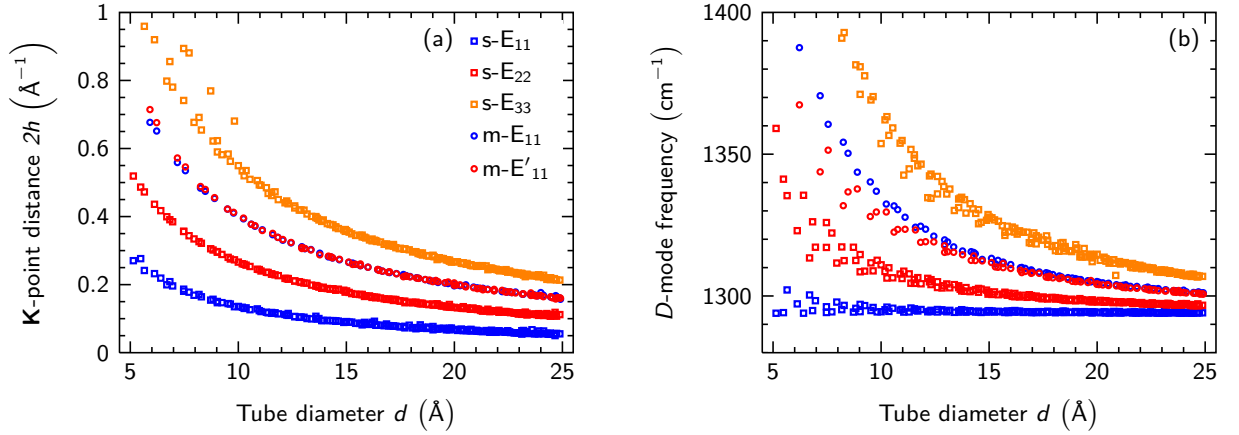 (a)
K-point distance 2h (Å⁻¹)
1
0.8
0.6
0.4
0.2
0
s-E₁₁
s-E₂₂
s-E₃₃
m-E₁₁
m-E′₁₁
5 10 15 20 25
Tube diameter d (Å)
(b)
D-mode frequency (cm⁻¹)
1400
1350
1300
5 10 15 20 25
Tube diameter d (Å)